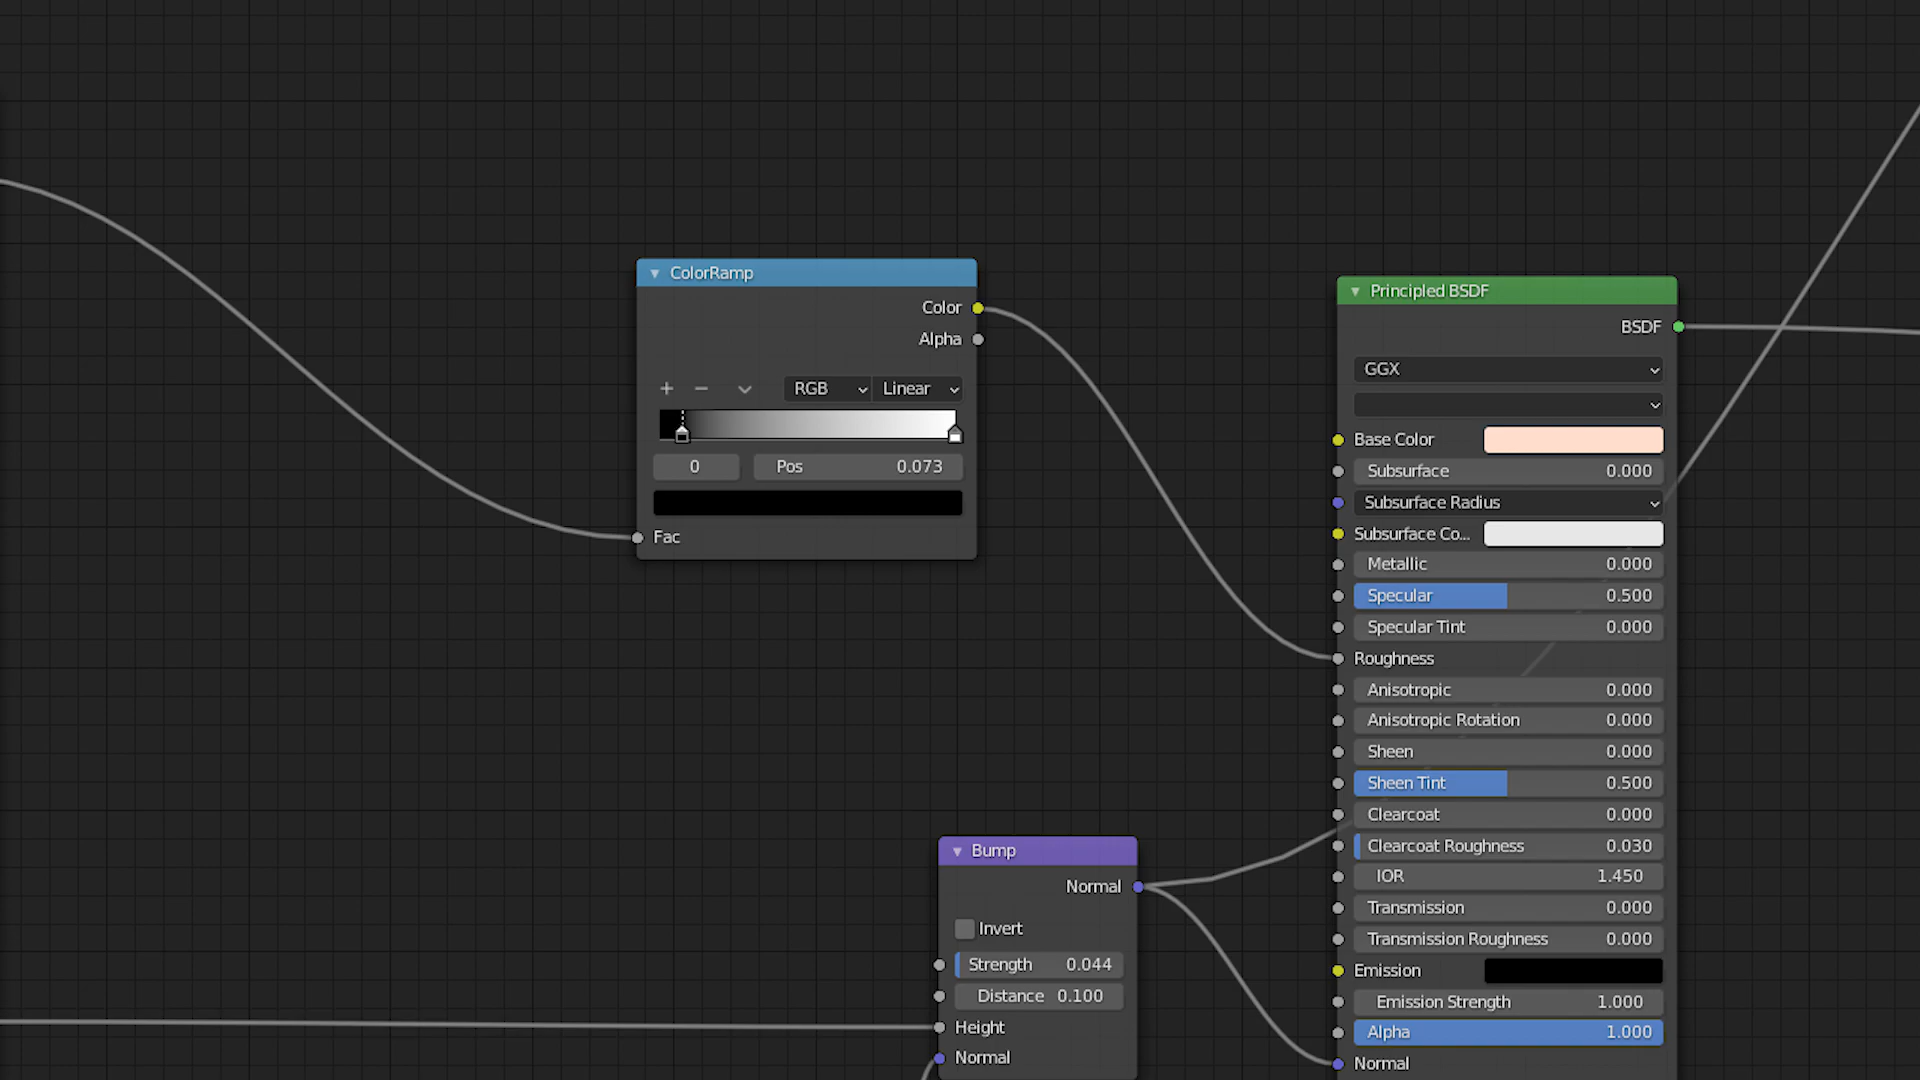 ColorRamp
Color
Alpha
+ − RGB Linear
0 Pos 0.073
Fac
Principled BSDF
BSDF
GGX
Base Color
Subsurface 0.000
Subsurface Radius
Subsurface Co...
Metallic 0.000
Specular 0.500
Specular Tint 0.000
Roughness
Anisotropic 0.000
Anisotropic Rotation 0.000
Sheen 0.000
Sheen Tint 0.500
Clearcoat 0.000
Clearcoat Roughness 0.030
IOR 1.450
Transmission 0.000
Transmission Roughness 0.000
Emission
Emission Strength 1.000
Alpha 1.000
Normal
Bump
Normal
Invert
Strength 0.044
Distance 0.100
Height
Normal